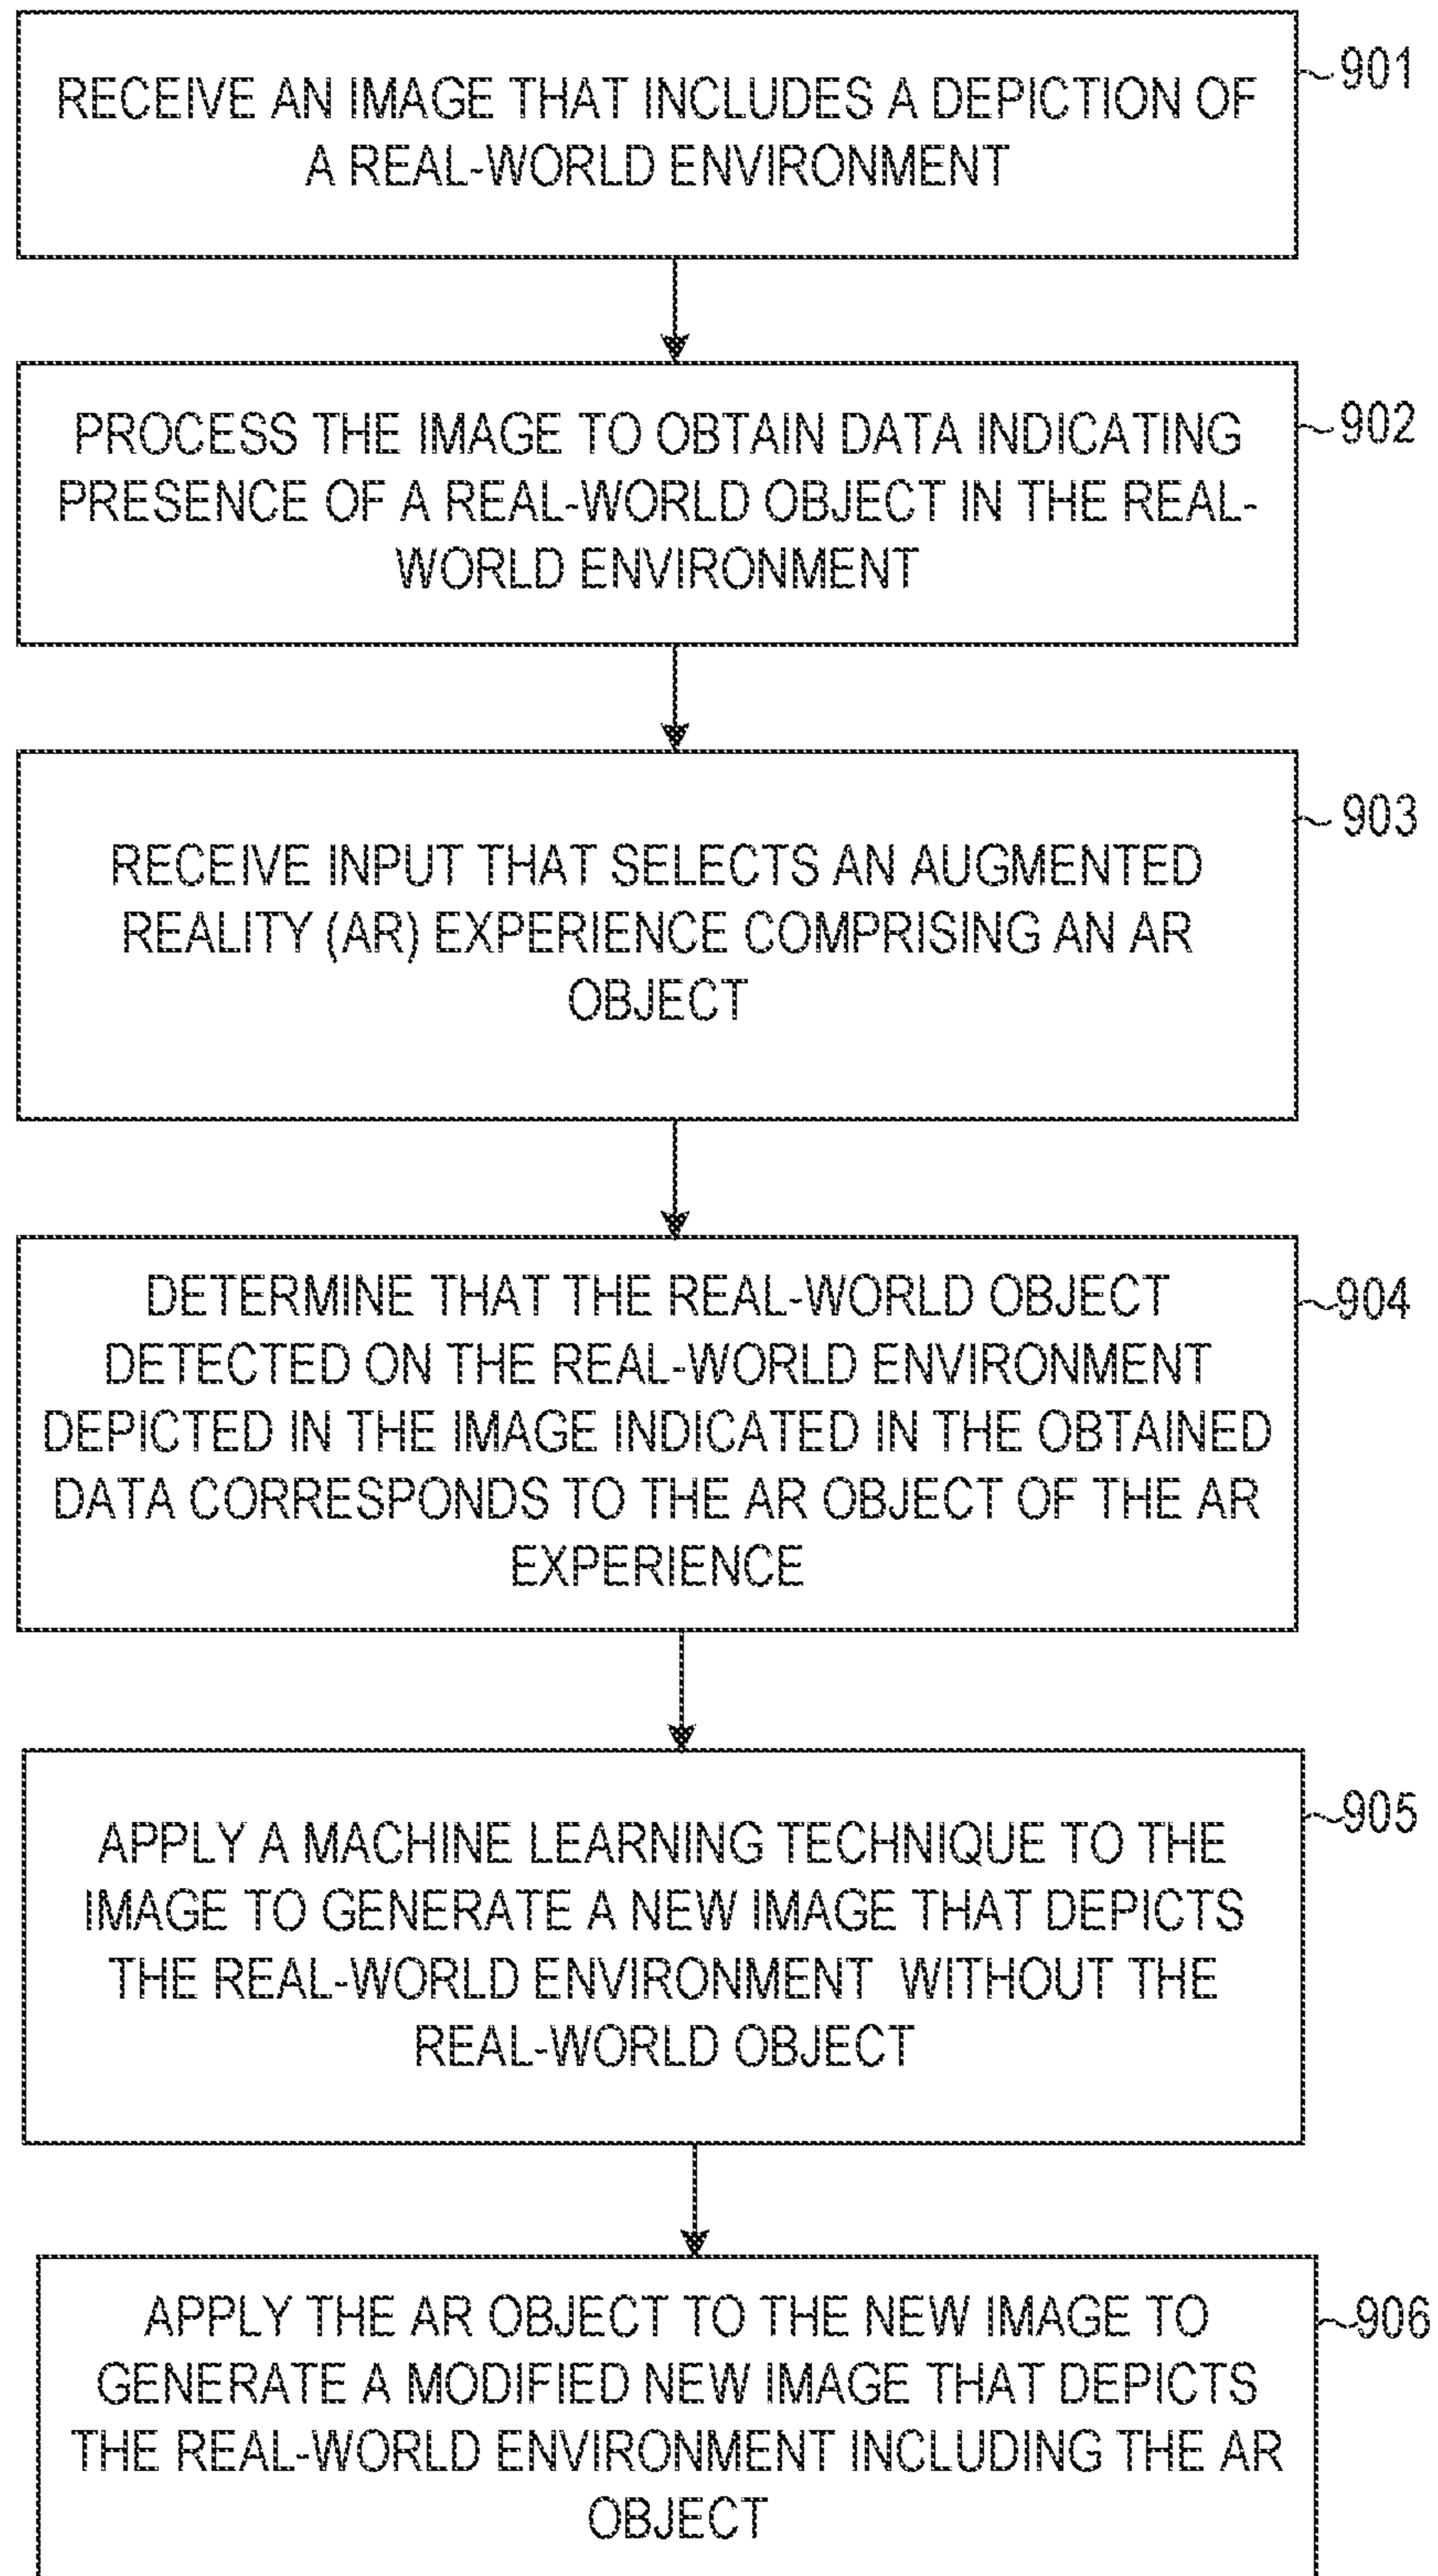 RECEIVE AN IMAGE THAT INCLUDES A DEPICTION OF
A REAL-WORLD ENVIRONMENT
901
PROCESS THE IMAGE TO OBTAIN DATA INDICATING
PRESENCE OF A REAL-WORLD OBJECT IN THE REAL-
WORLD ENVIRONMENT
902
RECEIVE INPUT THAT SELECTS AN AUGMENTED
REALITY (AR) EXPERIENCE COMPRISING AN AR
OBJECT
903
DETERMINE THAT THE REAL-WORLD OBJECT
DETECTED ON THE REAL-WORLD ENVIRONMENT
DEPICTED IN THE IMAGE INDICATED IN THE OBTAINED
DATA CORRESPONDS TO THE AR OBJECT OF THE AR
EXPERIENCE
904
APPLY A MACHINE LEARNING TECHNIQUE TO THE
IMAGE TO GENERATE A NEW IMAGE THAT DEPICTS
THE REAL-WORLD ENVIRONMENT WITHOUT THE
REAL-WORLD OBJECT
905
APPLY THE AR OBJECT TO THE NEW IMAGE TO
GENERATE A MODIFIED NEW IMAGE THAT DEPICTS
THE REAL-WORLD ENVIRONMENT INCLUDING THE AR
OBJECT
906